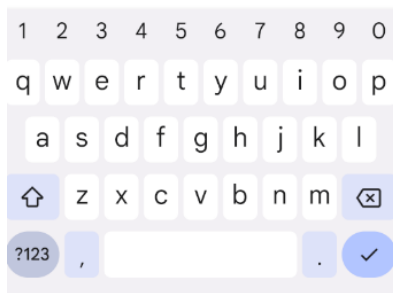 1 2 3 4 5 6 7 8 9 0
q w e r t y u i o p
a s d f g h j k l
z x c v b n m
?123 , .